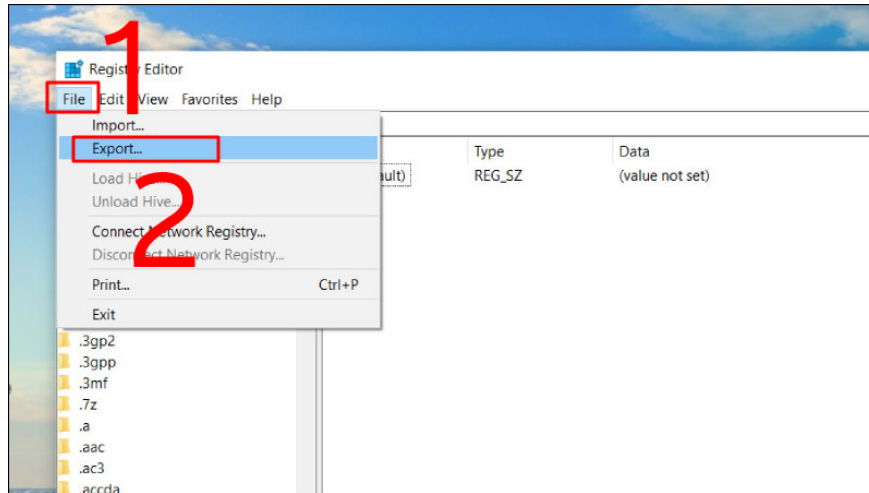 1
Registry Editor
File Edit View Favorites Help
Import...
Export...
Type Data
Load H
ault) REG_SZ (value not set)
Unload Hive...
2
Connect Network Registry...
Disconnect Network Registry...
Print... Ctrl+P
Exit
.3gp2
.3gpp
.3mf
.7z
.a
.aac
.ac3
.accda